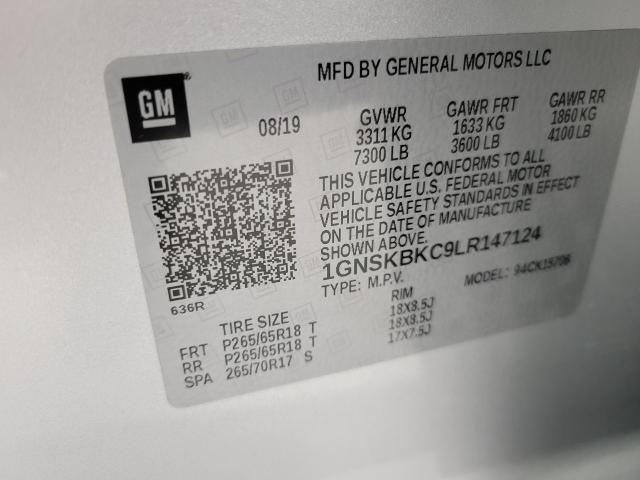 MFD BY GENERAL MOTORS LLC
GM
08/19
GVWR GAWR FRT GAWR RR
3311 KG 1633 KG 1860 KG
7300 LB 3600 LB 4100 LB
THIS VEHICLE CONFORMS TO ALL
APPLICABLE U.S. FEDERAL MOTOR
VEHICLE SAFETY STANDARDS IN EFFECT
ON THE DATE OF MANUFACTURE
SHOWN ABOVE.
1GNSKBKC9LR147124
TYPE: M.P.V. MODEL: 94CK15706
636R
TIRE SIZE RIM
FRT P265/65R18 T 18X8.5J
RR P265/65R18 T 18X8.5J
SPA 265/70R17 S 17X7.5J